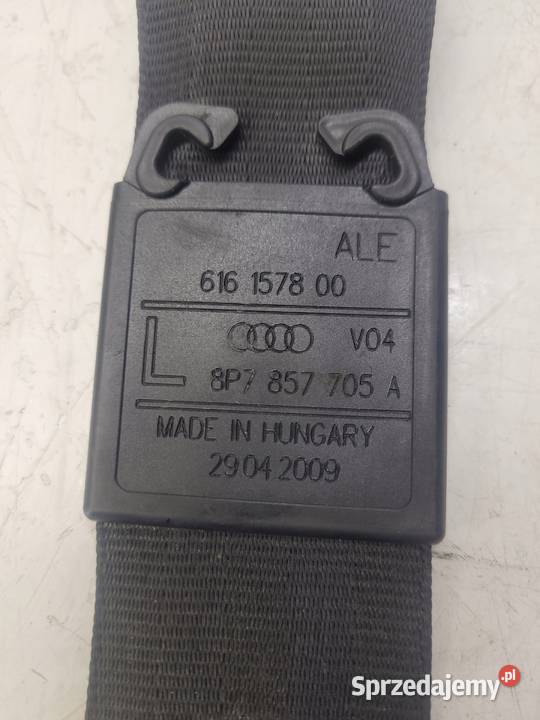 ALE
616 1578 00
L V04
8P7 857 705 A
MADE IN HUNGARY
29.04.2009
Sprzedajemy.pl